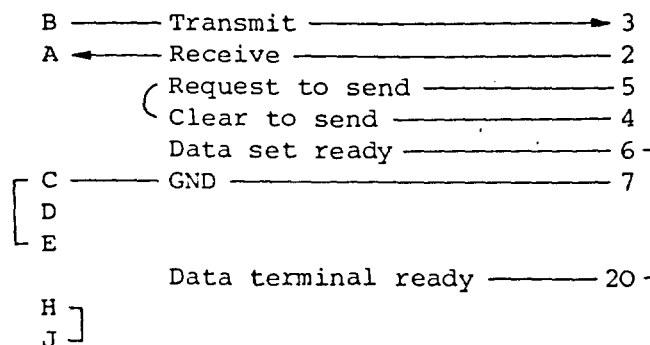 B Transmit 3
A Receive 2
Request to send 5
Clear to send 4
Data set ready 6
C GND 7
D
E
Data terminal ready 20
H
J